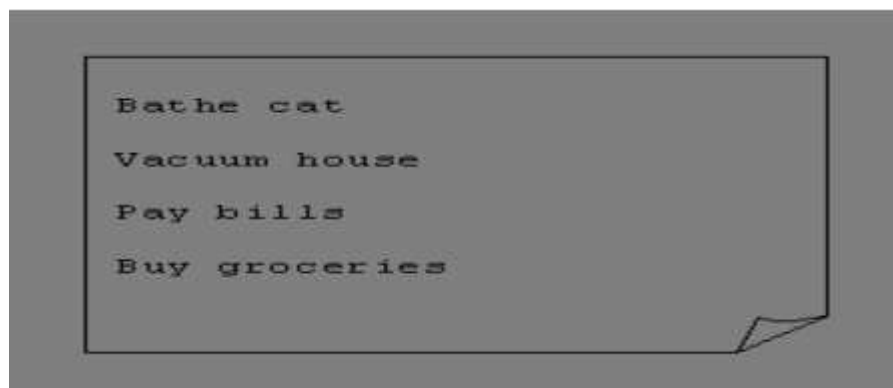 Bathe cat
Vacuum house
Pay bills
Buy groceries